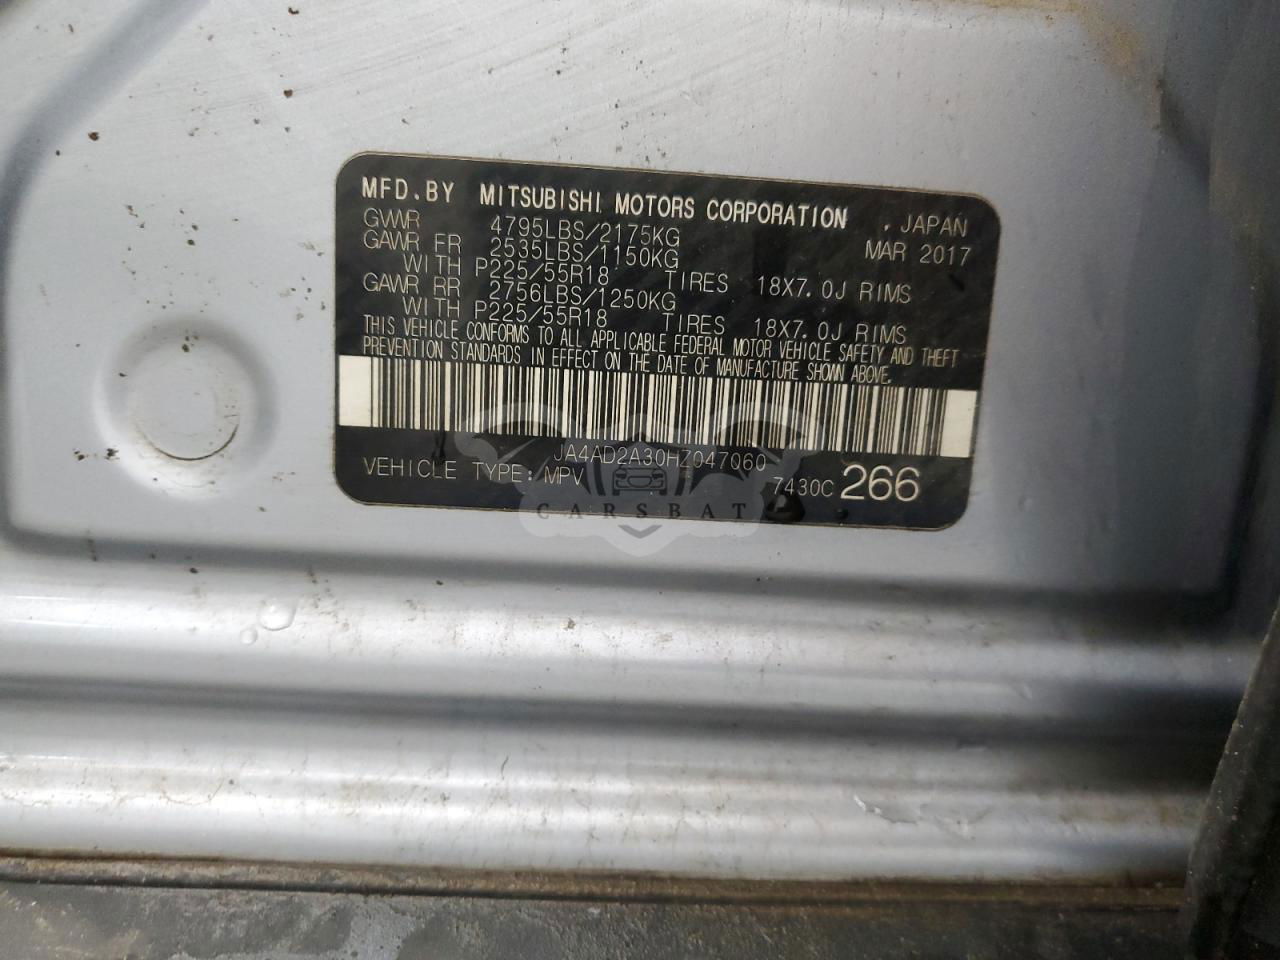 MFD. BY MITSUBISHI MOTORS CORPORATION . JAPAN
GVWR 4795LBS/2175KG MAR 2017
GAWR FR 2535LBS/1150KG
WITH P225/55R18 TIRES 18X7.0J RIMS
GAWR RR 2756LBS/1250KG
WITH P225/55R18 TIRES 18X7.0J RIMS
THIS VEHICLE CONFORMS TO ALL APPLICABLE FEDERAL MOTOR VEHICLE SAFETY AND THEFT
PREVENTION STANDARDS IN EFFECT ON THE DATE OF MANUFACTURE SHOWN ABOVE.
JA4AD2A30HZ047060
VEHICLE TYPE: MPV 7430C 266
CARSBAT